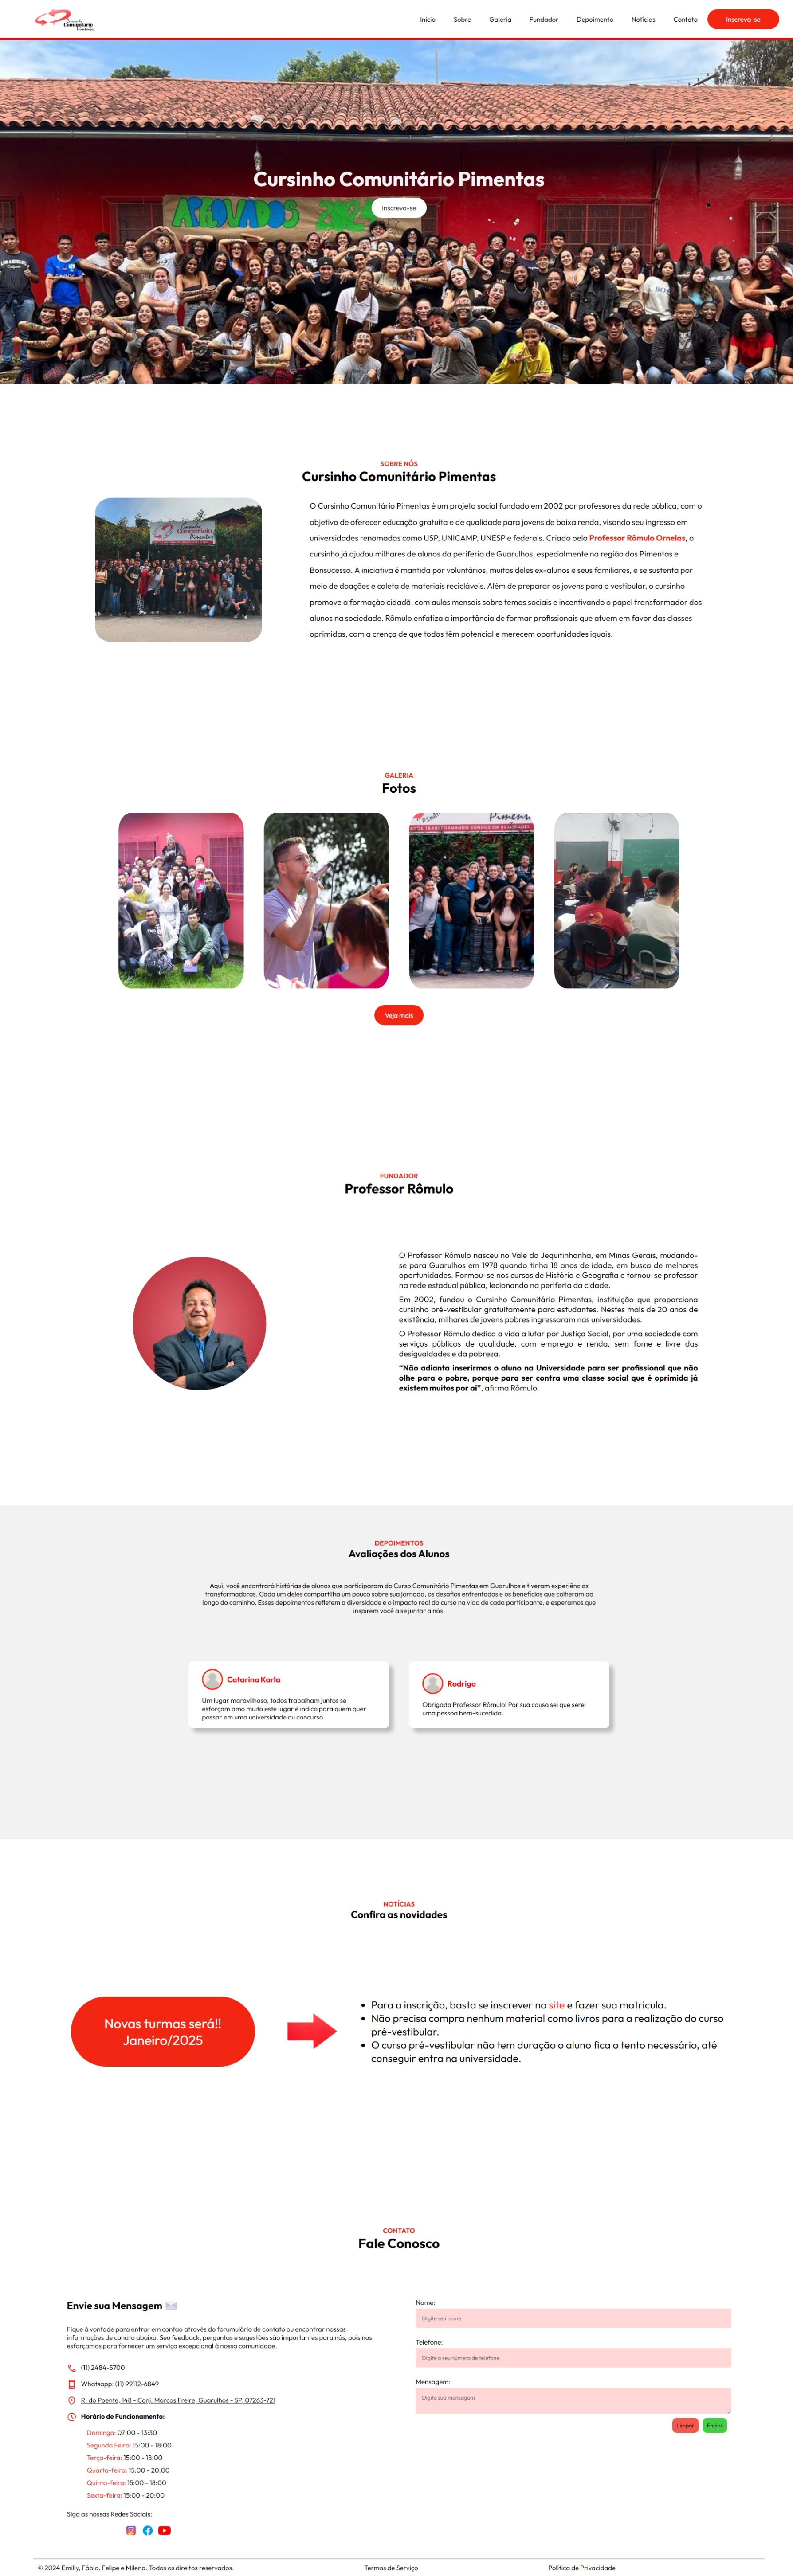 Cursinho
Comunitário
Pimentas
Inicio Sobre Galeria Fundador Depoimento Notícias Contato Inscreva-se
Cursinho Comunitário Pimentas
Inscreva-se
SOBRE NÓS
Cursinho Comunitário Pimentas
O Cursinho Comunitário Pimentas é um projeto social fundado em 2002 por professores da rede pública, com o
objetivo de oferecer educação gratuita e de qualidade para jovens de baixa renda, visando seu ingresso em
universidades renomadas como USP, UNICAMP, UNESP e federais. Criado pelo Professor Rômulo Ornelas, o
cursinho já ajudou milhares de alunos da periferia de Guarulhos, especialmente na região dos Pimentas e
Bonsucesso. A iniciativa é mantida por voluntários, muitos deles ex-alunos e seus familiares, e se sustenta por
meio de doações e coleta de materiais recicláveis. Além de preparar os jovens para o vestibular, o cursinho
promove a formação cidadã, com aulas mensais sobre temas sociais e incentivando o papel transformador dos
alunos na sociedade. Rômulo enfatiza a importância de formar profissionais que atuem em favor das classes
oprimidas, com a crença de que todos têm potencial e merecem oportunidades iguais.
GALERIA
Fotos
Veja mais
FUNDADOR
Professor Rômulo
O Professor Rômulo nasceu no Vale do Jequitinhonha, em Minas Gerais, mudando-
se para Guarulhos em 1978 quando tinha 18 anos de idade, em busca de melhores
oportunidades. Formou-se nos cursos de História e Geografia e tornou-se professor
na rede estadual pública, lecionando na periferia da cidade.
Em 2002, fundou o Cursinho Comunitário Pimentas, instituição que proporciona
cursinho pré-vestibular gratuitamente para estudantes. Nestes mais de 20 anos de
existência, milhares de jovens pobres ingressaram nas universidades.
O Professor Rômulo dedica a vida a lutar por Justiça Social, por uma sociedade com
serviços públicos de qualidade, com emprego e renda, sem fome e livre das
desigualdades e da pobreza.
“Não adianta inserirmos o aluno na Universidade para ser profissional que não
olhe para o pobre, porque para ser contra uma classe social que é oprimida já
existem muitos por aí”, afirma Rômulo.
DEPOIMENTOS
Avaliações dos Alunos
Aqui, você encontrará histórias de alunos que participaram do Curso Comunitário Pimentas em Guarulhos e tiveram experiências
transformadoras. Cada um deles compartilha um pouco sobre sua jornada, os desafios enfrentados e os benefícios que colheram ao
longo do caminho. Esses depoimentos refletem a diversidade e o impacto real do curso na vida de cada participante, e esperamos que
inspirem você a se juntar a nós.
Catarina Karla
Um lugar maravilhoso, todos trabalham juntos se
esforçam amo muito este lugar é indico para quem quer
passar em uma universidade ou concurso.
Rodrigo
Obrigada Professor Rômulo! Por sua causa sei que serei
uma pessoa bem-sucedida.
NOTÍCIAS
Confira as novidades
Novas turmas será!!
Janeiro/2025
Para a inscrição, basta se inscrever no site e fazer sua matricula.
Não precisa compra nenhum material como livros para a realização do curso
pré-vestibular.
O curso pré-vestibular não tem duração o aluno fica o tento necessário, até
conseguir entra na universidade.
CONTATO
Fale Conosco
Envie sua Mensagem
Fique à vontade para entrar em contao através do forumulário de contato ou encontrar nossas
informações de conato abaixo. Seu feedback, perguntas e sugestões são importantes para nós, pois nos
esforçamos para fornecer um serviço excepcional à nossa comunidade.
(11) 2484-5700
Whatsapp: (11) 99112-6849
R. do Poente, 148 - Conj. Marcos Freire, Guarulhos - SP, 07263-721
Horário de Funcionamento:
Domingo: 07:00 - 13:30
Segunda Feira: 15:00 - 18:00
Terça-feira: 15:00 - 18:00
Quarta-feira: 15:00 - 20:00
Quinta-feira: 15:00 - 18:00
Sexta-feira: 15:00 - 20:00
Siga as nossas Redes Sociais:
Nome:
Digite seu nome
Telefone:
Digite o seu número de telefone
Mensagem:
Digite sua mensagem
Limpar Enviar
© 2024 Emilly, Fábio. Felipe e Milena. Todos os direitos reservados. Termos de Serviço Política de Privacidade